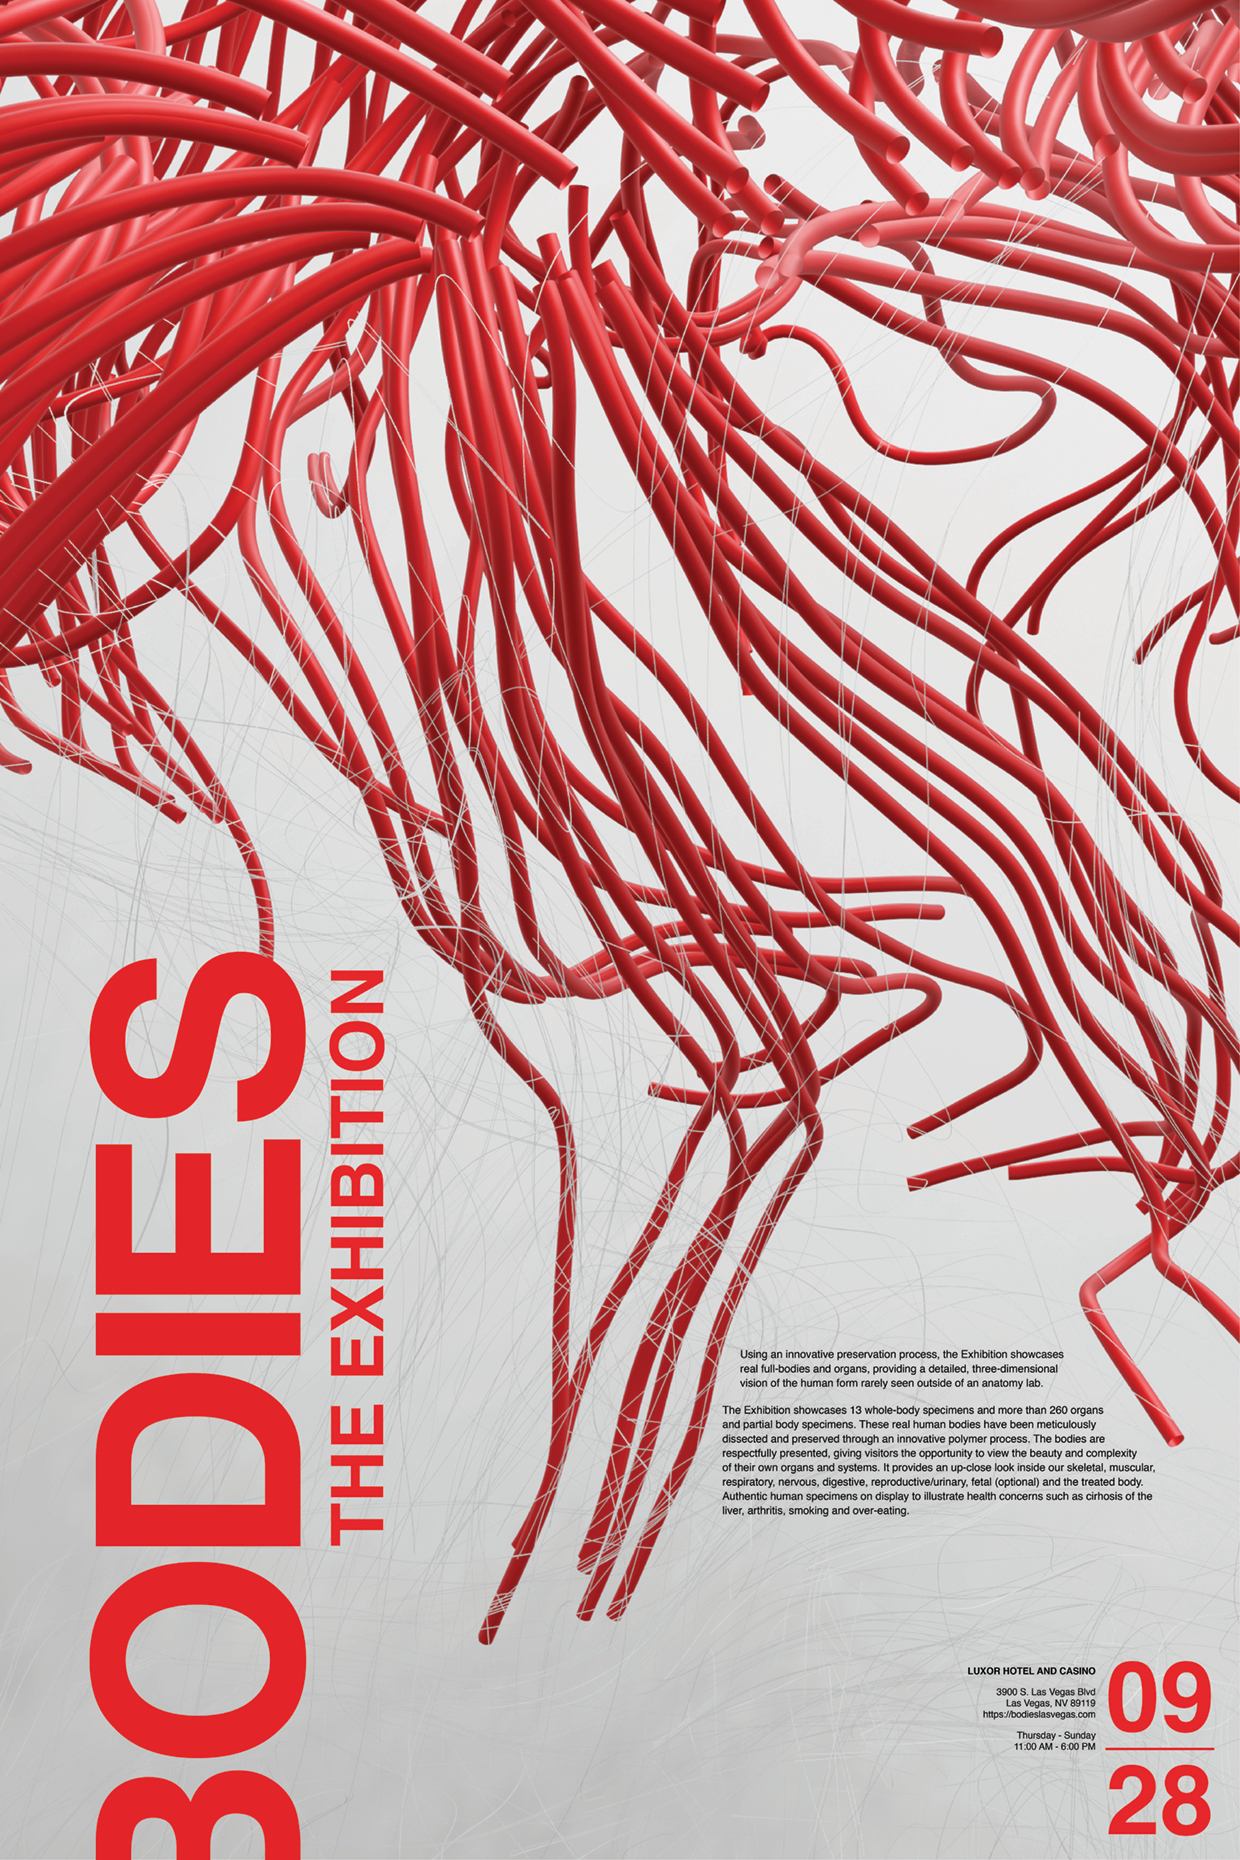 BODIES
THE EXHIBITION
Using an innovative preservation process, the Exhibition showcases
real full-bodies and organs, providing a detailed, three-dimensional
vision of the human form rarely seen outside of an anatomy lab.
The Exhibition showcases 13 whole-body specimens and more than 260 organs
and partial body specimens. These real human bodies have been meticulously
dissected and preserved through an innovative polymer process. The bodies are
respectfully presented, giving visitors the opportunity to view the beauty and complexity
of their own organs and systems. It provides an up-close look inside our skeletal, muscular,
respiratory, nervous, digestive, reproductive/urinary, fetal (optional) and the treated body.
Authentic human specimens on display to illustrate health concerns such as cirhosis of the
liver, arthritis, smoking and over-eating.
LUXOR HOTEL AND CASINO
3900 S. Las Vegas Blvd
Las Vegas, NV 89119
https://bodieslasvegas.com
Thursday - Sunday
11:00 AM - 6:00 PM
09
28